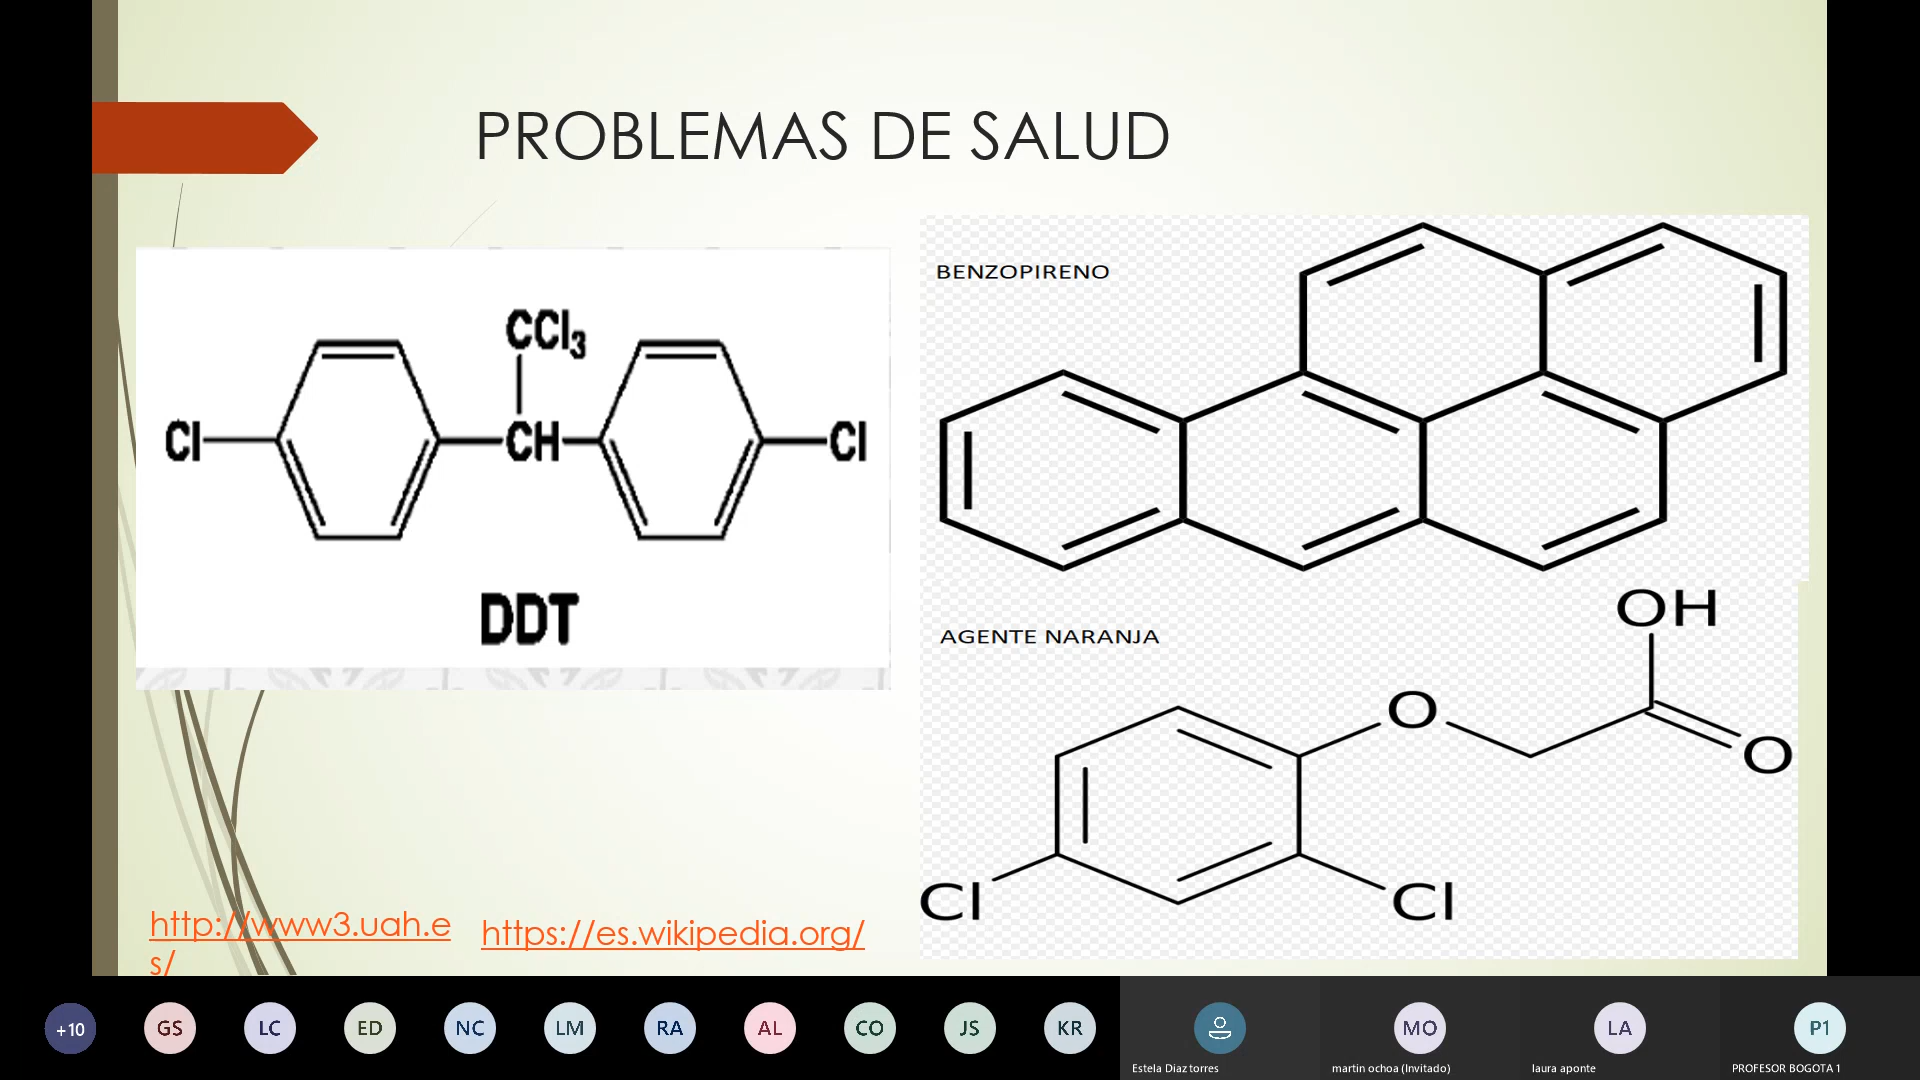 PROBLEMAS DE SALUD
CCl3
Cl
CH
Cl
DDT
BENZOPIRENO
AGENTE NARANJA
OH
O
O
Cl
Cl
http://www3.uah.e
s/
https://es.wikipedia.org/
+10
GS
LC
ED
NC
LM
RA
AL
CO
JS
KR
MO
LA
P1
Estela Diaz torres
martin ochoa (Invitado)
laura aponte
PROFESOR BOGOTA 1